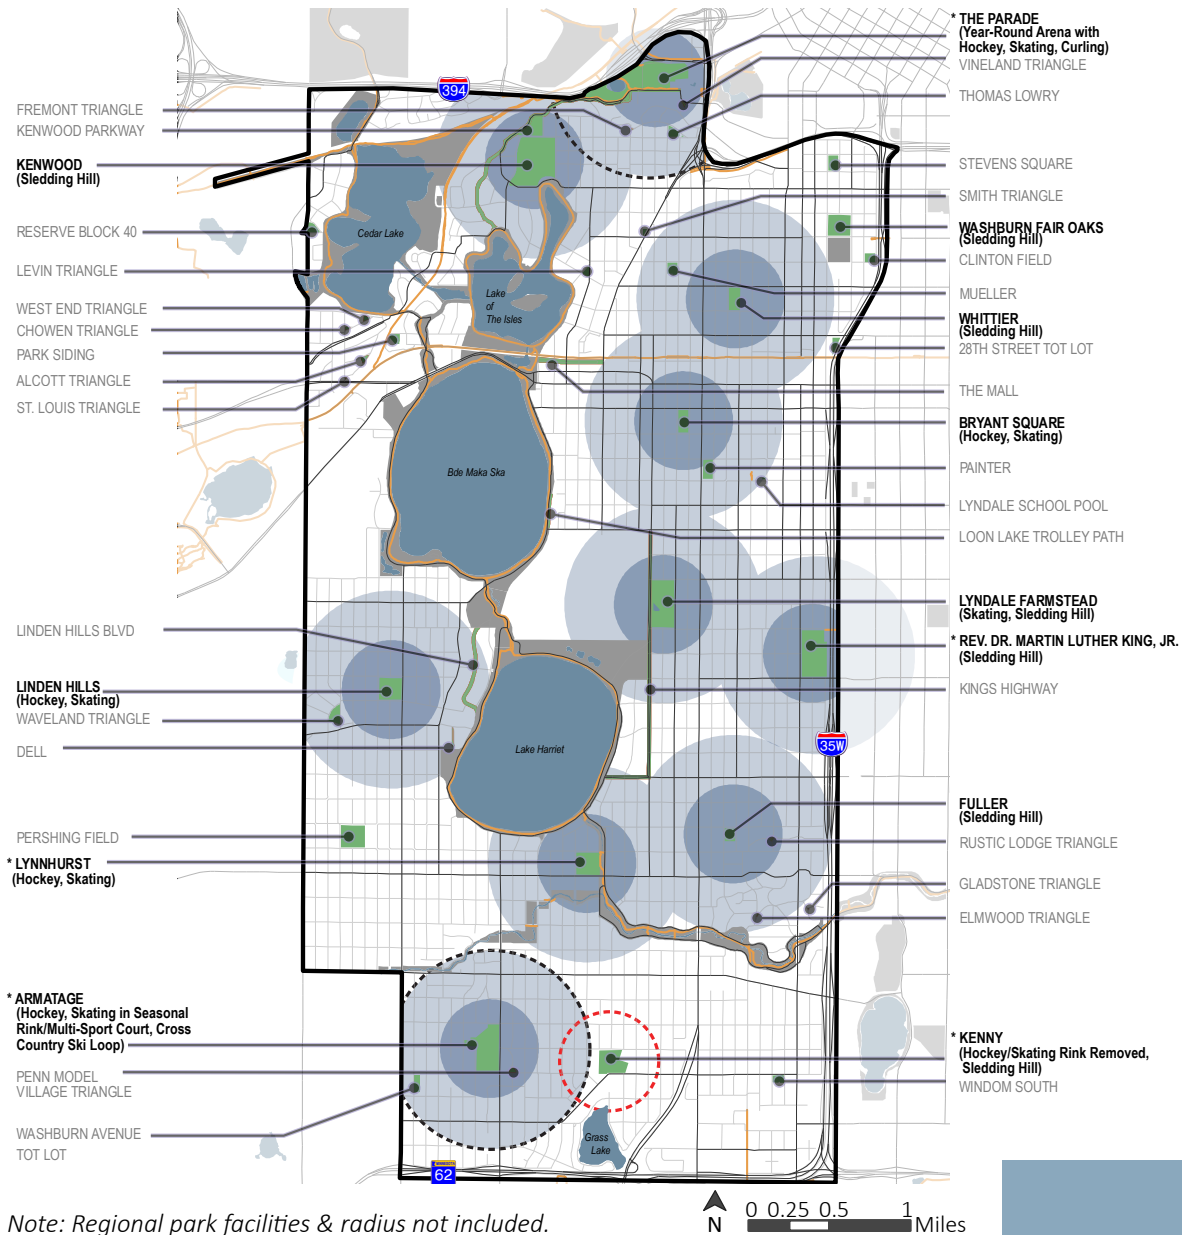 * THE PARADE
(Year-Round Arena with
Hockey, Skating, Curling)
VINELAND TRIANGLE
THOMAS LOWRY
STEVENS SQUARE
SMITH TRIANGLE
WASHBURN FAIR OAKS
(Sledding Hill)
CLINTON FIELD
MUELLER
WHITTIER
(Sledding Hill)
28TH STREET TOT LOT
THE MALL
BRYANT SQUARE
(Hockey, Skating)
PAINTER
LYNDALE SCHOOL POOL
LOON LAKE TROLLEY PATH
LYNDALE FARMSTEAD
(Skating, Sledding Hill)
* REV. DR. MARTIN LUTHER KING, JR.
(Sledding Hill)
KINGS HIGHWAY
FULLER
(Sledding Hill)
RUSTIC LODGE TRIANGLE
GLADSTONE TRIANGLE
ELMWOOD TRIANGLE
* KENNY
(Hockey/Skating Rink Removed,
Sledding Hill)
WINDOM SOUTH
FREMONT TRIANGLE
KENWOOD PARKWAY
KENWOOD
(Sledding Hill)
RESERVE BLOCK 40
LEVIN TRIANGLE
WEST END TRIANGLE
CHOWEN TRIANGLE
PARK SIDING
ALCOTT TRIANGLE
ST. LOUIS TRIANGLE
LINDEN HILLS BLVD
LINDEN HILLS
(Hockey, Skating)
WAVELAND TRIANGLE
DELL
PERSHING FIELD
* LYNNHURST
(Hockey, Skating)
* ARMATAGE
(Hockey, Skating in Seasonal
Rink/Multi-Sport Court, Cross
Country Ski Loop)
PENN MODEL
VILLAGE TRIANGLE
WASHBURN AVENUE
TOT LOT
394
Cedar Lake
Lake
of
The Isles
Bde Maka Ska
Lake Harriet
35W
Grass
Lake
62
Note: Regional park facilities & radius not included.
N
0 0.25 0.5 1
Miles